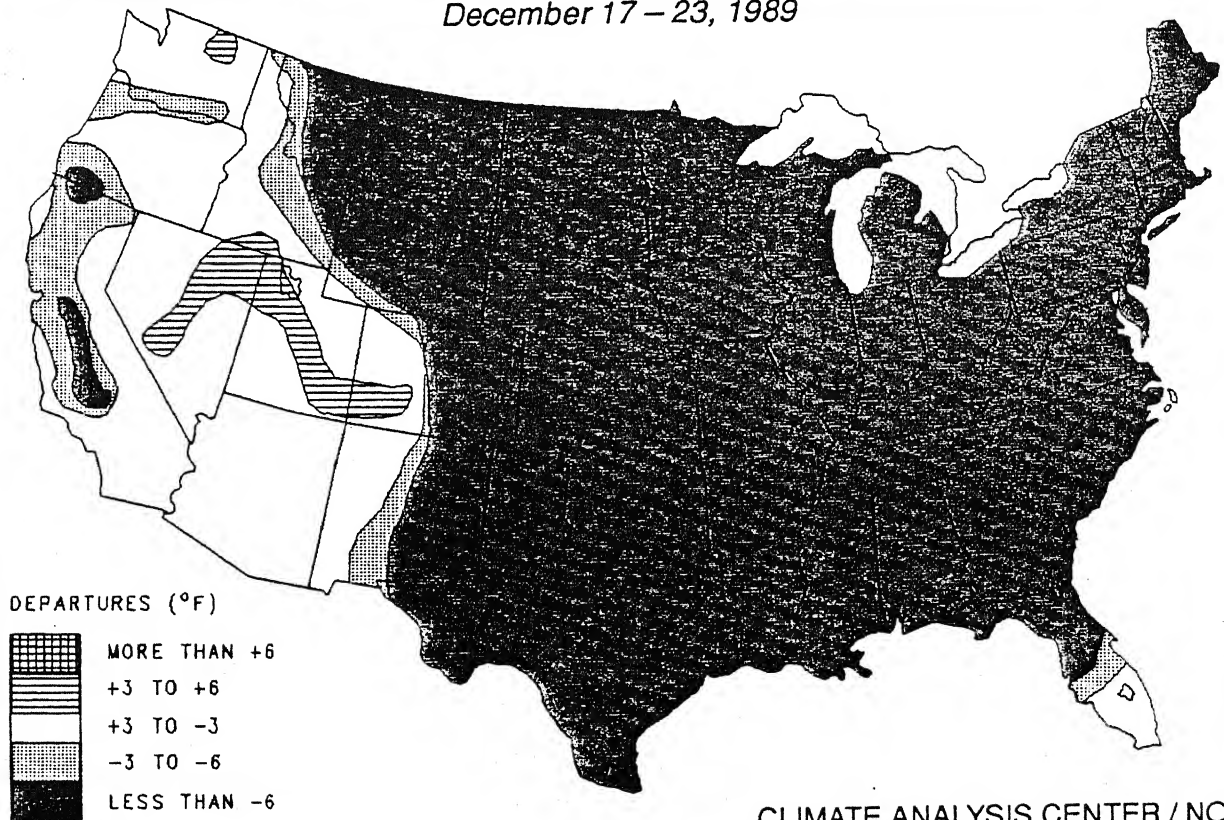 December 17 – 23, 1989
DEPARTURES (°F)
MORE THAN +6
+3 TO +6
+3 TO -3
-3 TO -6
LESS THAN -6
CLIMATE ANALYSIS CENTER / NO